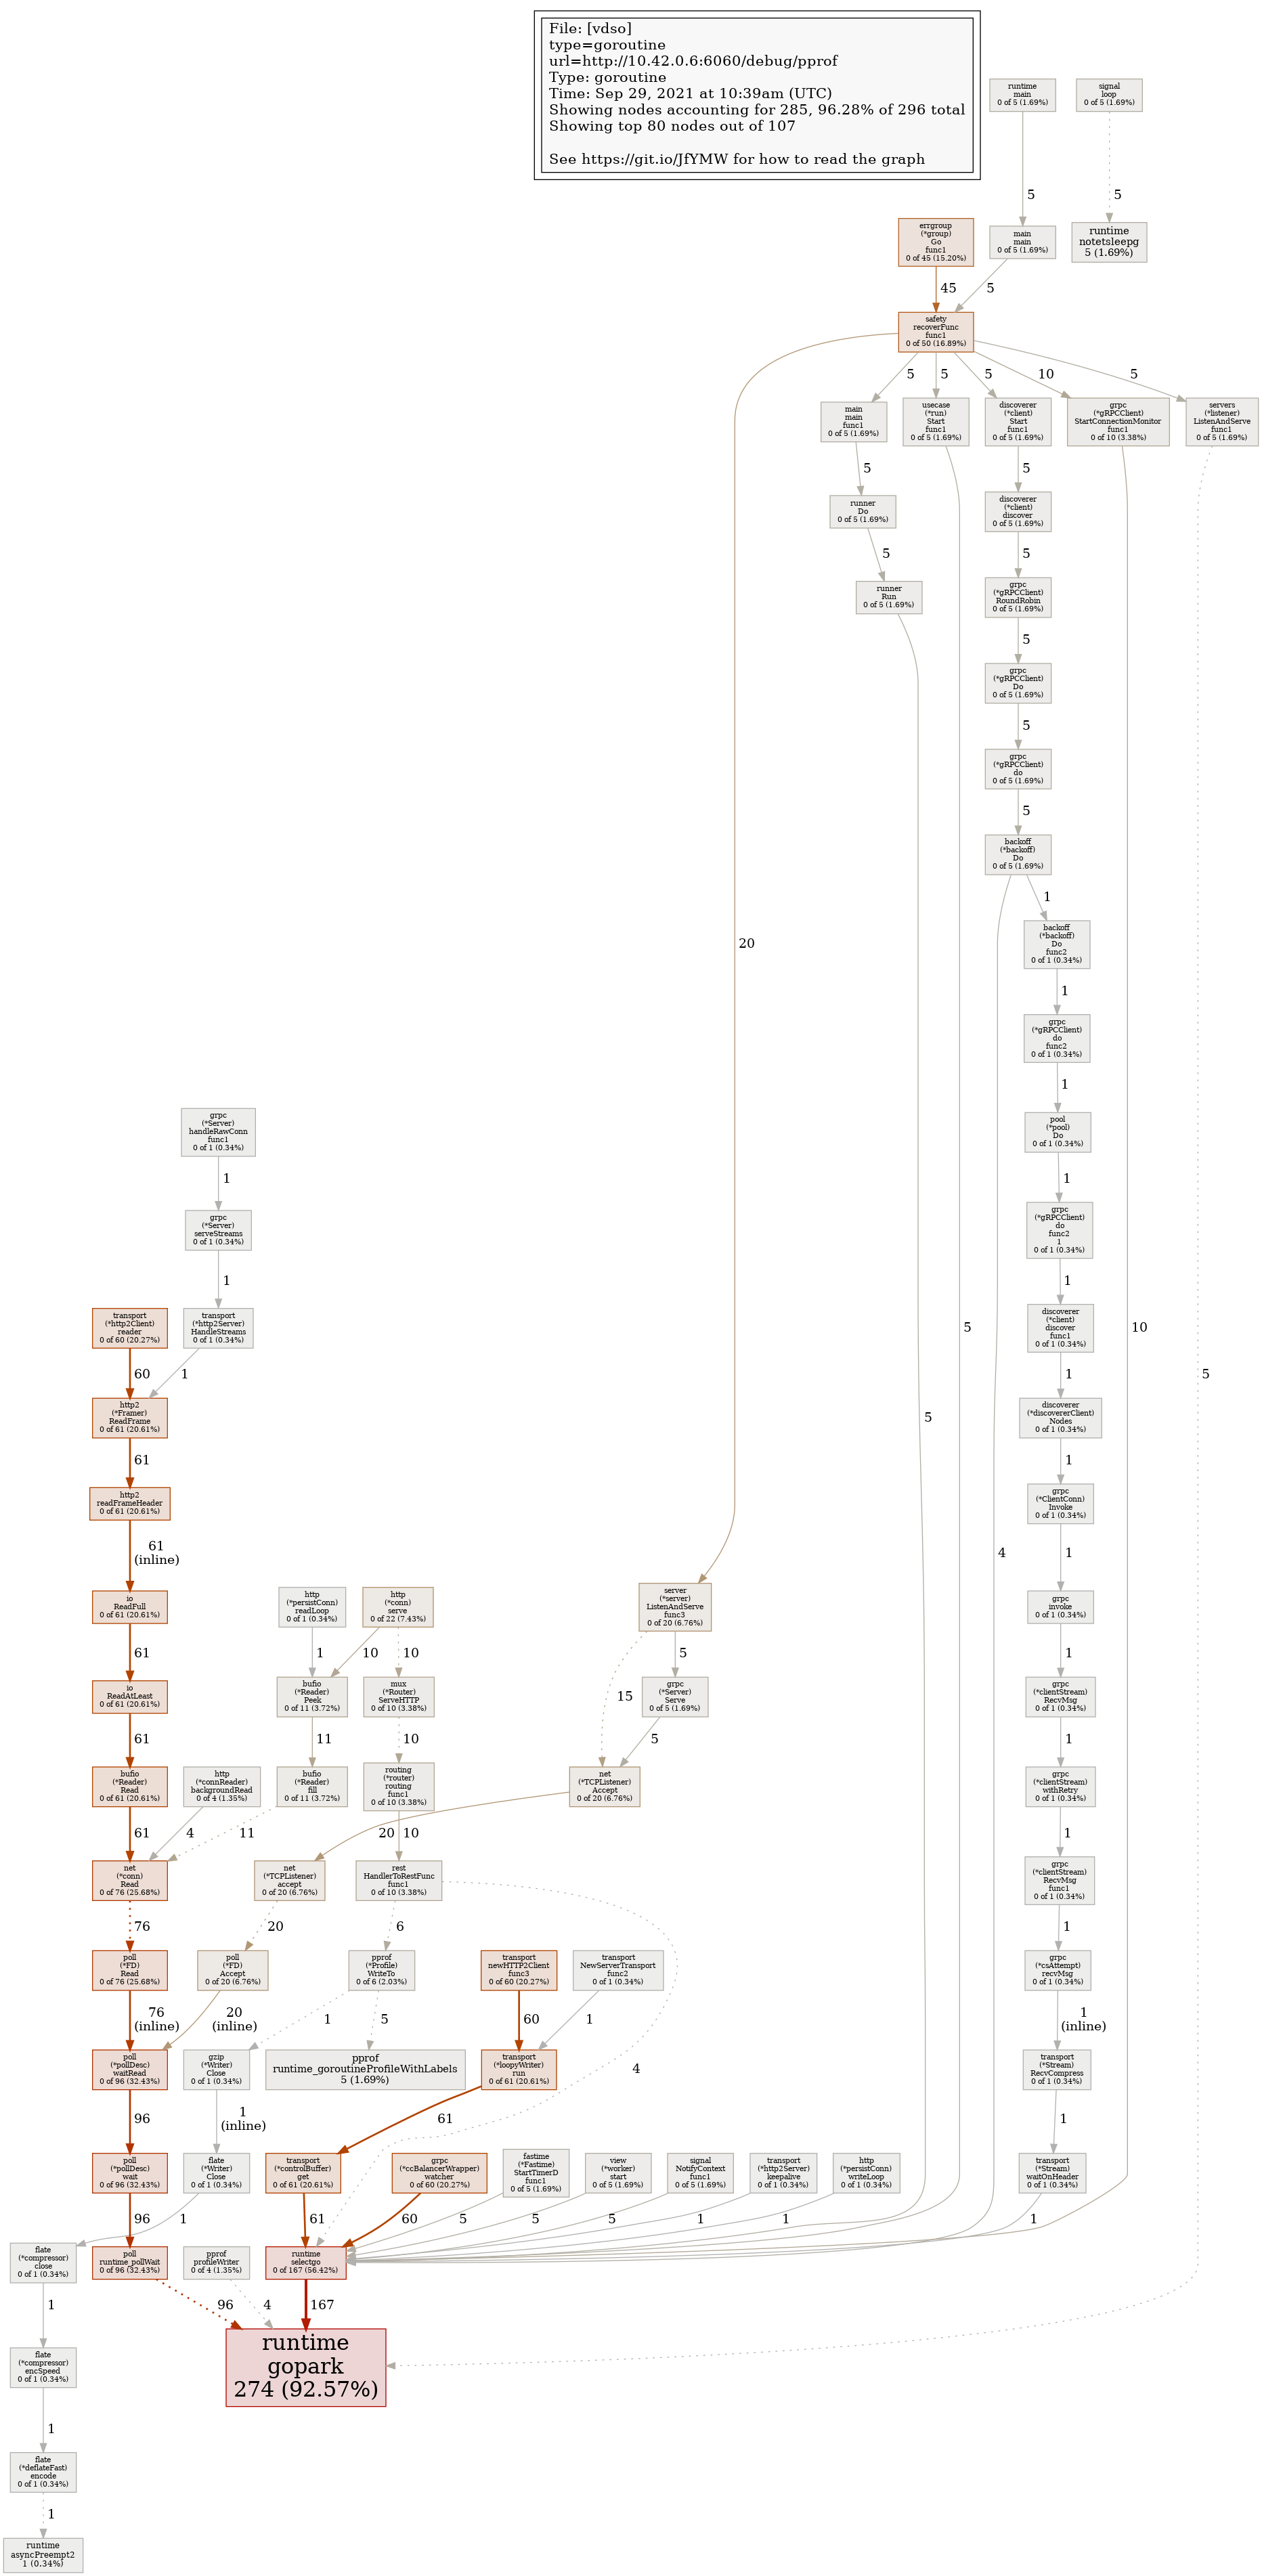 File: [vdso]
type=goroutine
url=http://10.42.0.6:6060/debug/pprof
Type: goroutine
Time: Sep 29, 2021 at 10:39am (UTC)
Showing nodes accounting for 285, 96.28% of 296 total
Showing top 80 nodes out of 107
See https://git.io/JfYMW for how to read the graph
runtime
main
0 of 5 (1.69%)
signal
loop
0 of 5 (1.69%)
5
5
errgroup
(*group)
Go
func1
0 of 45 (15.20%)
main
main
0 of 5 (1.69%)
runtime
notetsleepg
5 (1.69%)
45
5
safety
recoverFunc
func1
0 of 50 (16.89%)
5
5
5
10
5
main
main
func1
0 of 5 (1.69%)
usecase
(*run)
Start
func1
0 of 5 (1.69%)
discoverer
(*client)
Start
func1
0 of 5 (1.69%)
grpc
(*gRPCClient)
StartConnectionMonitor
func1
0 of 10 (3.38%)
servers
(*listener)
ListenAndServe
func1
0 of 5 (1.69%)
5
5
runner
Do
0 of 5 (1.69%)
discoverer
(*client)
discover
0 of 5 (1.69%)
5
5
runner
Run
0 of 5 (1.69%)
grpc
(*gRPCClient)
RoundRobin
0 of 5 (1.69%)
5
grpc
(*gRPCClient)
Do
0 of 5 (1.69%)
5
grpc
(*gRPCClient)
do
0 of 5 (1.69%)
5
backoff
(*backoff)
Do
0 of 5 (1.69%)
1
20
backoff
(*backoff)
Do
func2
0 of 1 (0.34%)
1
grpc
(*gRPCClient)
do
func2
0 of 1 (0.34%)
1
grpc
(*Server)
handleRawConn
func1
0 of 1 (0.34%)
pool
(*pool)
Do
0 of 1 (0.34%)
1
1
grpc
(*Server)
serveStreams
0 of 1 (0.34%)
grpc
(*gRPCClient)
do
func2
1
0 of 1 (0.34%)
1
1
transport
(*http2Client)
reader
0 of 60 (20.27%)
transport
(*http2Server)
HandleStreams
0 of 1 (0.34%)
discoverer
(*client)
discover
func1
0 of 1 (0.34%)
5
10
5
60
1
1
http2
(*Framer)
ReadFrame
0 of 61 (20.61%)
5
discoverer
(*discovererClient)
Nodes
0 of 1 (0.34%)
61
1
http2
readFrameHeader
0 of 61 (20.61%)
grpc
(*ClientConn)
Invoke
0 of 1 (0.34%)
61
(inline)
4
1
io
ReadFull
0 of 61 (20.61%)
http
(*persistConn)
readLoop
0 of 1 (0.34%)
http
(*conn)
serve
0 of 22 (7.43%)
server
(*server)
ListenAndServe
func3
0 of 20 (6.76%)
grpc
invoke
0 of 1 (0.34%)
61
1
10
10
5
1
io
ReadAtLeast
0 of 61 (20.61%)
bufio
(*Reader)
Peek
0 of 11 (3.72%)
mux
(*Router)
ServeHTTP
0 of 10 (3.38%)
15
grpc
(*Server)
Serve
0 of 5 (1.69%)
grpc
(*clientStream)
RecvMsg
0 of 1 (0.34%)
61
11
10
5
1
bufio
(*Reader)
Read
0 of 61 (20.61%)
http
(*connReader)
backgroundRead
0 of 4 (1.35%)
bufio
(*Reader)
fill
0 of 11 (3.72%)
routing
(*router)
routing
func1
0 of 10 (3.38%)
net
(*TCPListener)
Accept
0 of 20 (6.76%)
grpc
(*clientStream)
withRetry
0 of 1 (0.34%)
61
4
11
20
10
1
net
(*conn)
Read
0 of 76 (25.68%)
net
(*TCPListener)
accept
0 of 20 (6.76%)
rest
HandlerToRestFunc
func1
0 of 10 (3.38%)
grpc
(*clientStream)
RecvMsg
func1
0 of 1 (0.34%)
76
20
6
1
poll
(*FD)
Read
0 of 76 (25.68%)
poll
(*FD)
Accept
0 of 20 (6.76%)
pprof
(*Profile)
WriteTo
0 of 6 (2.03%)
transport
newHTTP2Client
func3
0 of 60 (20.27%)
transport
NewServerTransport
func2
0 of 1 (0.34%)
grpc
(*csAttempt)
recvMsg
0 of 1 (0.34%)
76
(inline)
20
(inline)
1
5
60
1
1
(inline)
poll
(*pollDesc)
waitRead
0 of 96 (32.43%)
gzip
(*Writer)
Close
0 of 1 (0.34%)
pprof
runtime_goroutineProfileWithLabels
5 (1.69%)
transport
(*loopyWriter)
run
0 of 61 (20.61%)
4
transport
(*Stream)
RecvCompress
0 of 1 (0.34%)
96
1
(inline)
61
1
poll
(*pollDesc)
wait
0 of 96 (32.43%)
flate
(*Writer)
Close
0 of 1 (0.34%)
transport
(*controlBuffer)
get
0 of 61 (20.61%)
grpc
(*ccBalancerWrapper)
watcher
0 of 60 (20.27%)
fastime
(*Fastime)
StartTimerD
func1
0 of 5 (1.69%)
view
(*worker)
start
0 of 5 (1.69%)
signal
NotifyContext
func1
0 of 5 (1.69%)
transport
(*http2Server)
keepalive
0 of 1 (0.34%)
http
(*persistConn)
writeLoop
0 of 1 (0.34%)
transport
(*Stream)
waitOnHeader
0 of 1 (0.34%)
96
1
61
60
5
5
5
1
1
1
flate
(*compressor)
close
0 of 1 (0.34%)
poll
runtime_pollWait
0 of 96 (32.43%)
pprof
profileWriter
0 of 4 (1.35%)
runtime
selectgo
0 of 167 (56.42%)
1
96
4
167
flate
(*compressor)
encSpeed
0 of 1 (0.34%)
runtime
gopark
274 (92.57%)
1
flate
(*deflateFast)
encode
0 of 1 (0.34%)
1
runtime
asyncPreempt2
1 (0.34%)